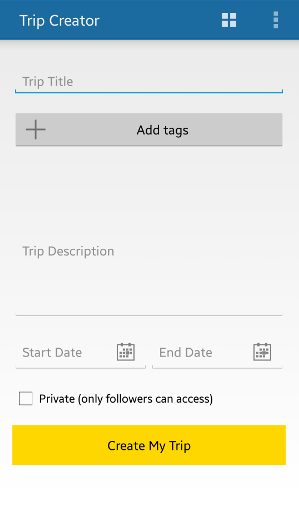 Trip Creator
Trip Title
Add tags
Trip Description
Start Date
End Date
Private (only followers can access)
Create My Trip